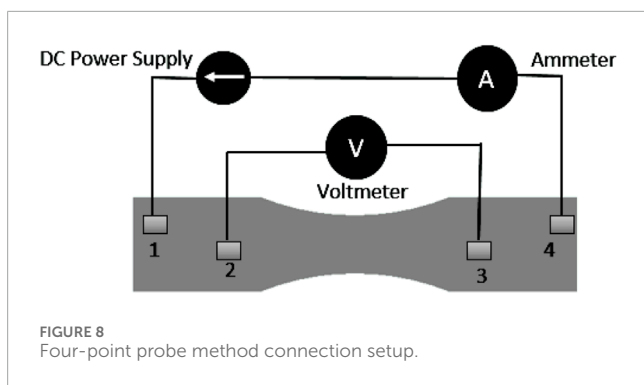 DC Power Supply
Ammeter
A
V
Voltmeter
1
2
3
4
FIGURE 8
Four-point probe method connection setup.